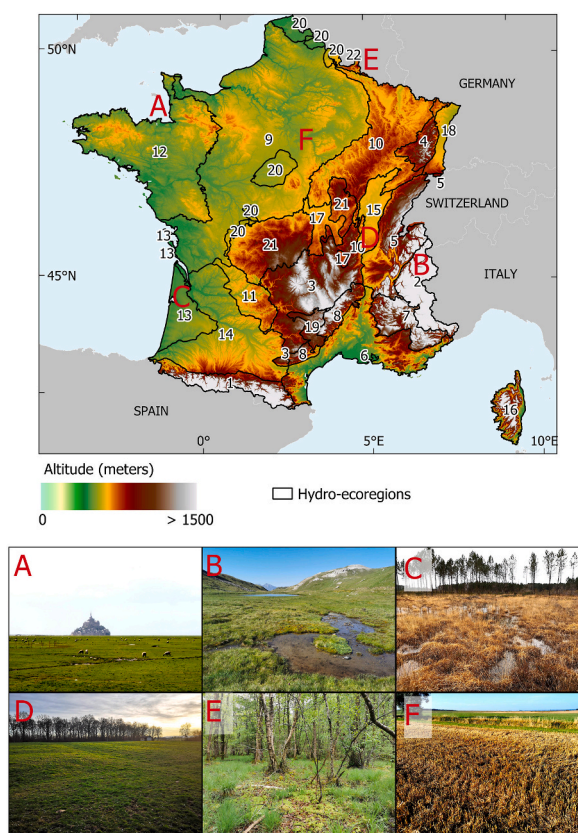 50°N
20
20
20
22
E
GERMANY
A
F
18
9
10
4
12
20
5
21
SWITZERLAND
20
15
17
13
20
D
5
21
10
13
17
B
45°N
ITALY
2
3
C
11
8
7
13
19
14
6
3
8
1
16
SPAIN
0°
5°E
10°E
Altitude (meters)
Hydro-ecoregions
0
> 1500
A
B
C
D
E
F